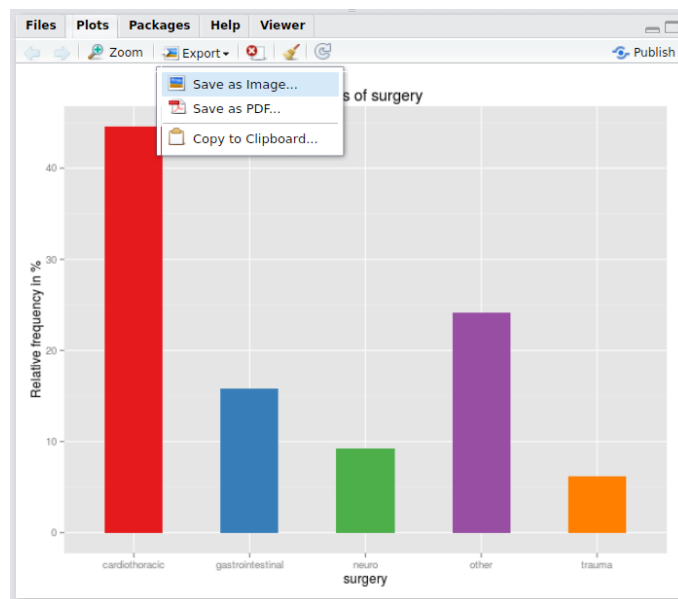 Files Plots Packages Help Viewer
Zoom Export Publish
Save as Image...
Save as PDF...
Copy to Clipboard...
s of surgery
40
30
20
10
0
Relative frequency in %
cardiothoracic gastrointestinal neuro other trauma
surgery